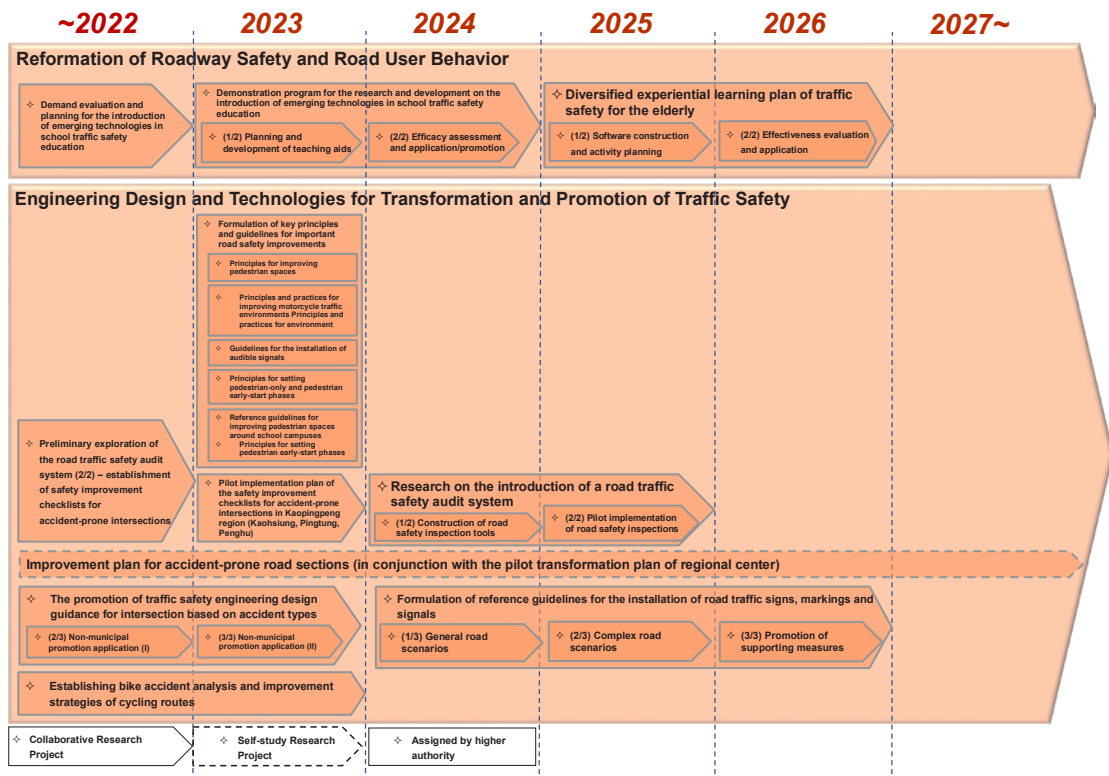 ~2022 2023 2024 2025 2026 2027~
Reformation of Roadway Safety and Road User Behavior
✧ Demand evaluation and
planning for the introduction
of emerging technologies in
school traffic safety
education
✧ Demonstration program for the research and development on the
introduction of emerging technologies in school traffic safety
education
✧ (1/2) Planning and
development of teaching aids
✧ (2/2) Efficacy assessment
and application/promotion
✧ Diversified experiential learning plan of traffic
safety for the elderly
✧ (1/2) Software construction
and activity planning
✧ (2/2) Effectiveness evaluation
and application
Engineering Design and Technologies for Transformation and Promotion of Traffic Safety
✧ Formulation of key principles
and guidelines for important
road safety improvements
✧ Principles for improving
pedestrian spaces
✧ Principles and practices for
improving motorcycle traffic
environments Principles and
practices for environment
✧ Guidelines for the installation of
audible signals
✧ Principles for setting
pedestrian-only and pedestrian
early-start phases
✧ Reference guidelines for
improving pedestrian spaces
around school campuses
✧ Principles for setting
pedestrian early-start phases
✧ Preliminary exploration of
the road traffic safety audit
system (2/2) – establishment
of safety improvement
checklists for
accident-prone intersections
✧ Pilot implementation plan of
the safety improvement
checklists for accident-prone
intersections in Kaopingpeng
region (Kaohsiung, Pingtung,
Penghu)
✧ Research on the introduction of a road traffic
safety audit system
✧ (1/2) Construction of road
safety inspection tools
✧ (2/2) Pilot implementation
of road safety inspections
Improvement plan for accident-prone road sections (in conjunction with the pilot transformation plan of regional center)
✧ The promotion of traffic safety engineering design
guidance for intersection based on accident types
✧ (2/3) Non-municipal
promotion application (I)
✧ (3/3) Non-municipal
promotion application (II)
✧ Formulation of reference guidelines for the installation of road traffic signs, markings and
signals
✧ (1/3) General road
scenarios
✧ (2/3) Complex road
scenarios
✧ (3/3) Promotion of
supporting measures
✧ Establishing bike accident analysis and improvement
strategies of cycling routes
✧ Collaborative Research
Project
✧ Self-study Research
Project
✧ Assigned by higher
authority